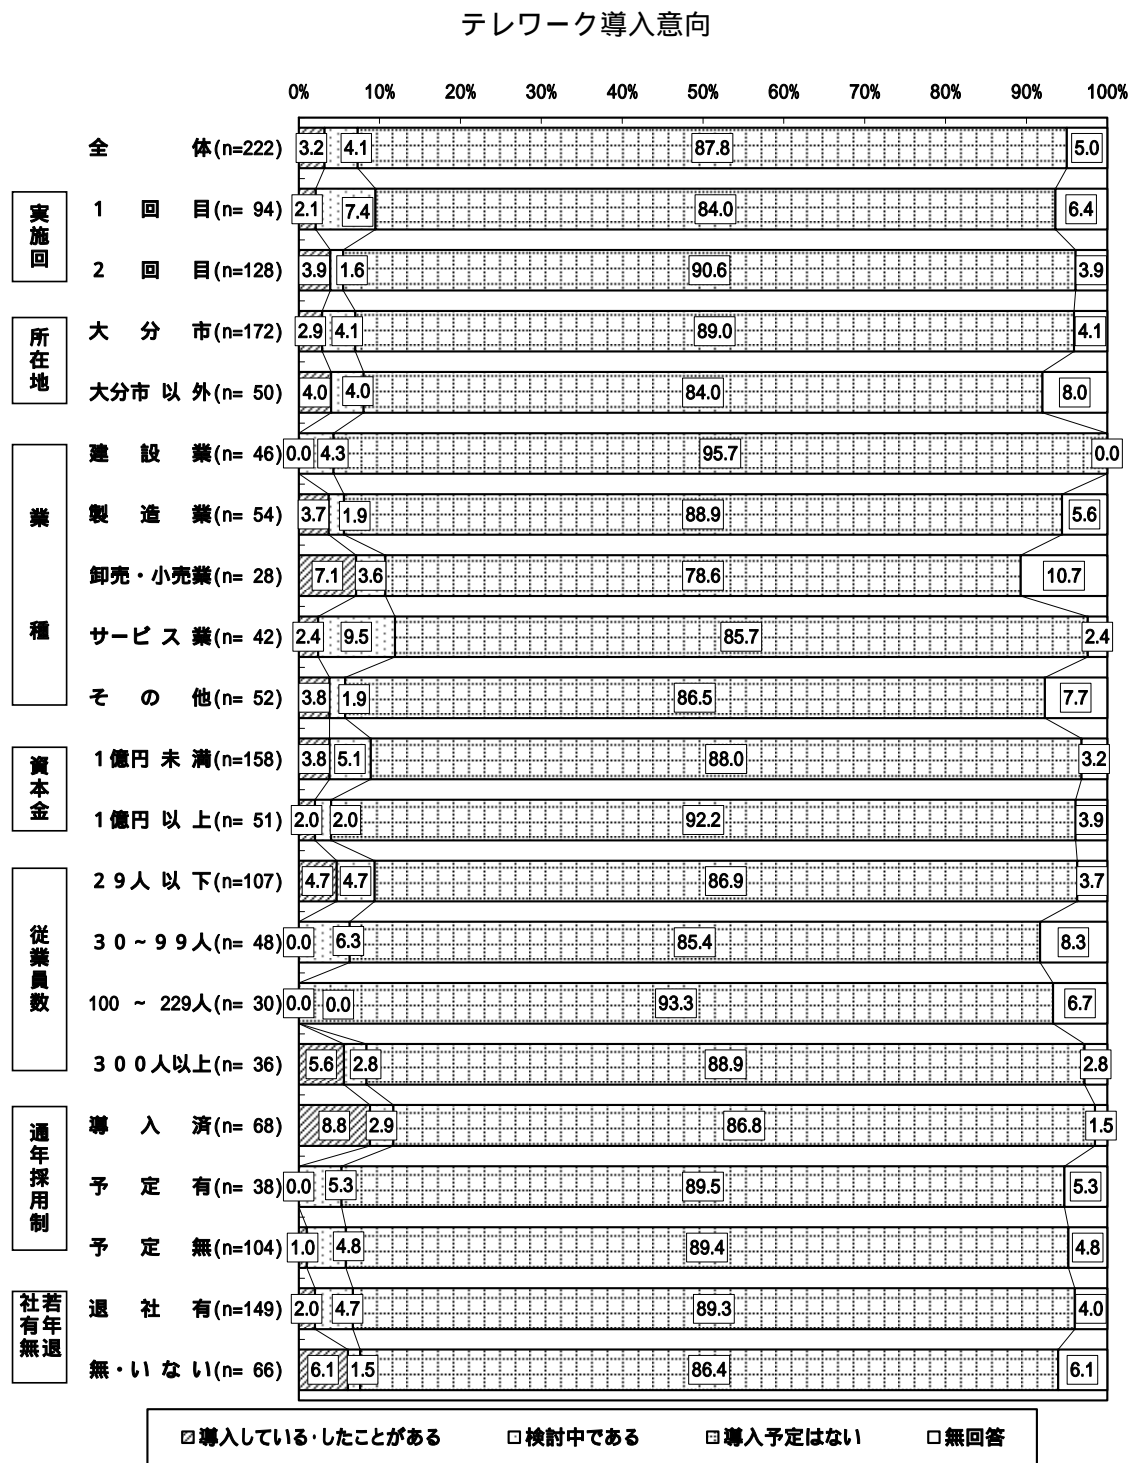 テレワーク導入意向
0% 10% 20% 30% 40% 50% 60% 70% 80% 90% 100%
全 体(n=222) 3.2 4.1 87.8 5.0
実施回
1 回 目(n= 94) 2.1 7.4 84.0 6.4
2 回 目(n=128) 3.9 1.6 90.6 3.9
所在地
大 分 市(n=172) 2.9 4.1 89.0 4.1
大分市 以 外(n= 50) 4.0 4.0 84.0 8.0
業種
建 設 業(n= 46) 0.0 4.3 95.7 0.0
製 造 業(n= 54) 3.7 1.9 88.9 5.6
卸売・小売業(n= 28) 7.1 3.6 78.6 10.7
サービ ス 業(n= 42) 2.4 9.5 85.7 2.4
そ の 他(n= 52) 3.8 1.9 86.5 7.7
資本金
1億円 未 満(n=158) 3.8 5.1 88.0 3.2
1億円 以 上(n= 51) 2.0 2.0 92.2 3.9
従業員数
29人 以 下(n=107) 4.7 4.7 86.9 3.7
30~99人(n= 48) 0.0 6.3 85.4 8.3
100 ~ 229人(n= 30) 0.0 0.0 93.3 6.7
300人以上(n= 36) 5.6 2.8 88.9 2.8
通年採用制
導 入 済(n= 68) 8.8 2.9 86.8 1.5
予 定 有(n= 38) 0.0 5.3 89.5 5.3
予 定 無(n=104) 1.0 4.8 89.4 4.8
若年退社有無
退 社 有(n=149) 2.0 4.7 89.3 4.0
無・い な い(n= 66) 6.1 1.5 86.4 6.1
導入している・したことがある 検討中である 導入予定はない 無回答